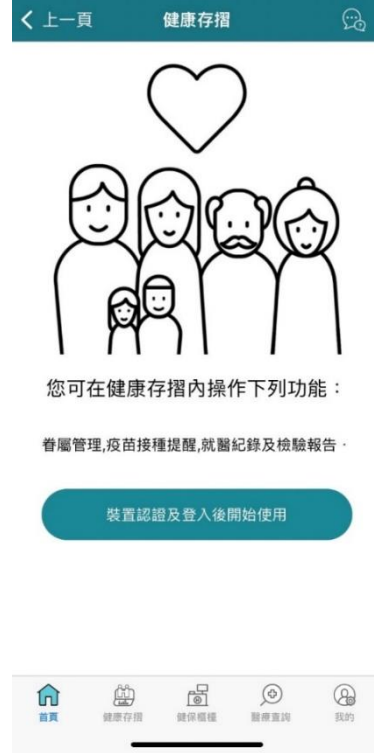 上一頁
健康存摺
您可在健康存摺內操作下列功能：
眷屬管理,疫苗接種提醒,就醫紀錄及檢驗報告．
裝置認證及登入後開始使用
首頁
健康存摺
健保櫃檯
醫療查詢
我的